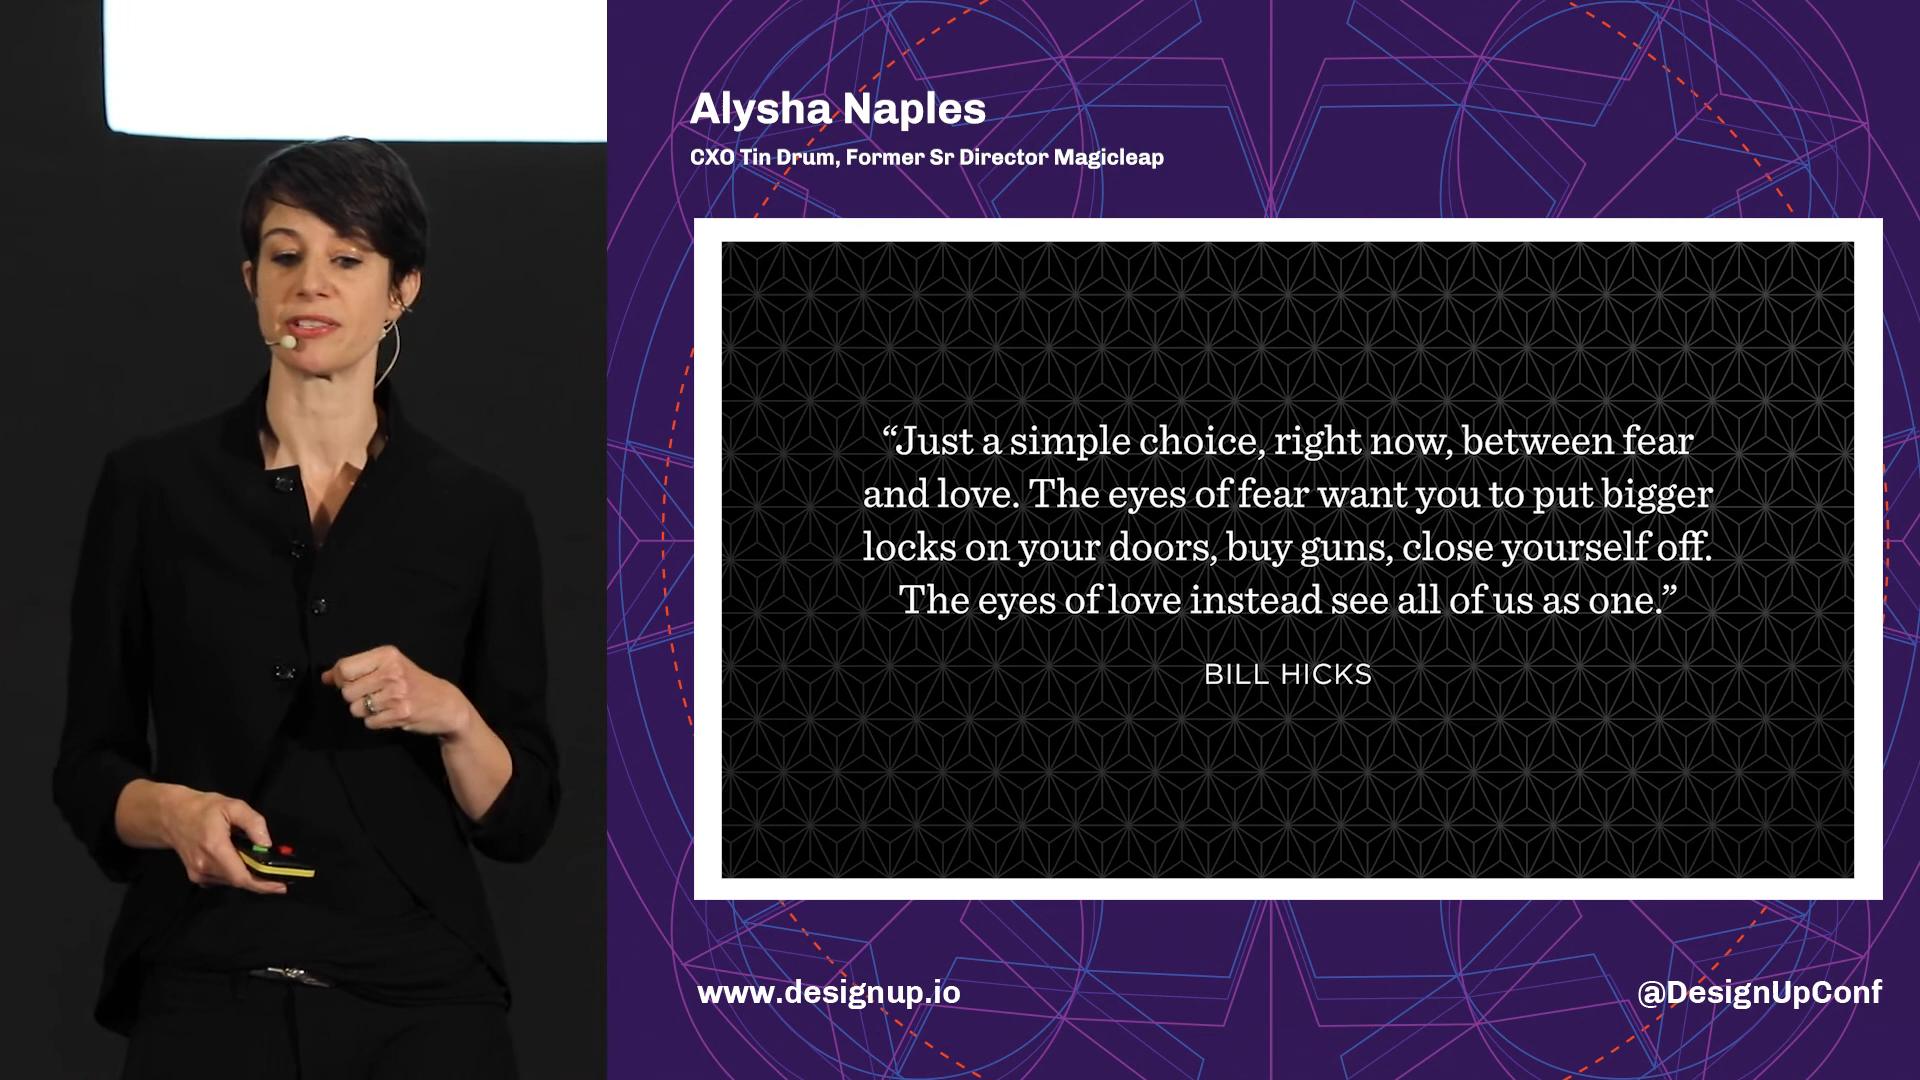 Alysha Naples
CXO Tin Drum, Former Sr Director Magicleap
“Just a simple choice, right now, between fear
and love. The eyes of fear want you to put bigger
locks on your doors, buy guns, close yourself off.
The eyes of love instead see all of us as one.”
BILL HICKS
www.designup.io
@DesignUpConf